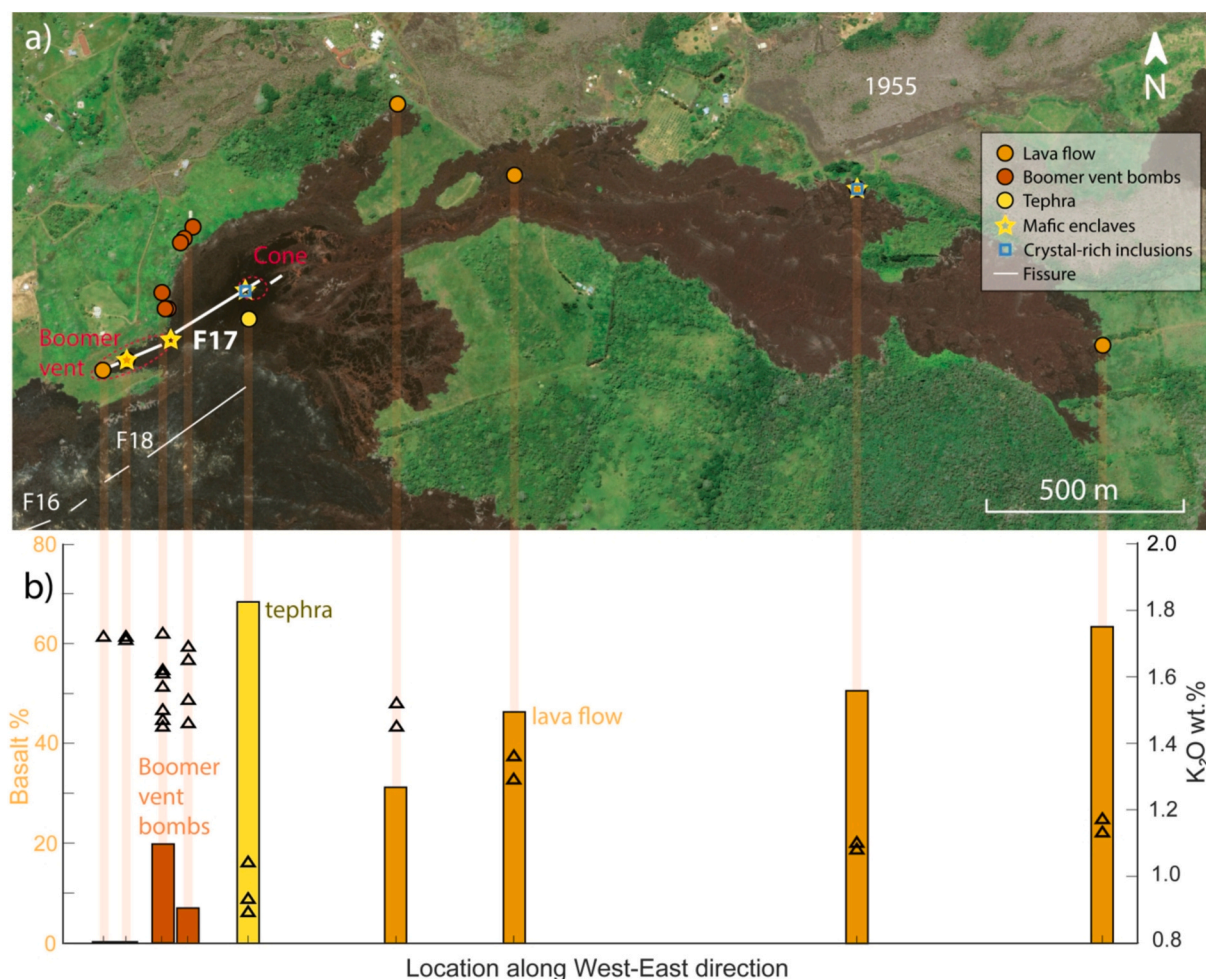 a)
1955
N
Lava flow
Boomer vent bombs
Tephra
Mafic enclaves
Crystal-rich inclusions
Fissure
Cone
Boomer
vent
F17
F18
F16
500 m
b)
80
60
40
20
0
Basalt %
tephra
lava flow
Boomer
vent
bombs
2.0
1.8
1.6
1.4
1.2
1.0
0.8
K₂O wt.%
Location along West-East direction